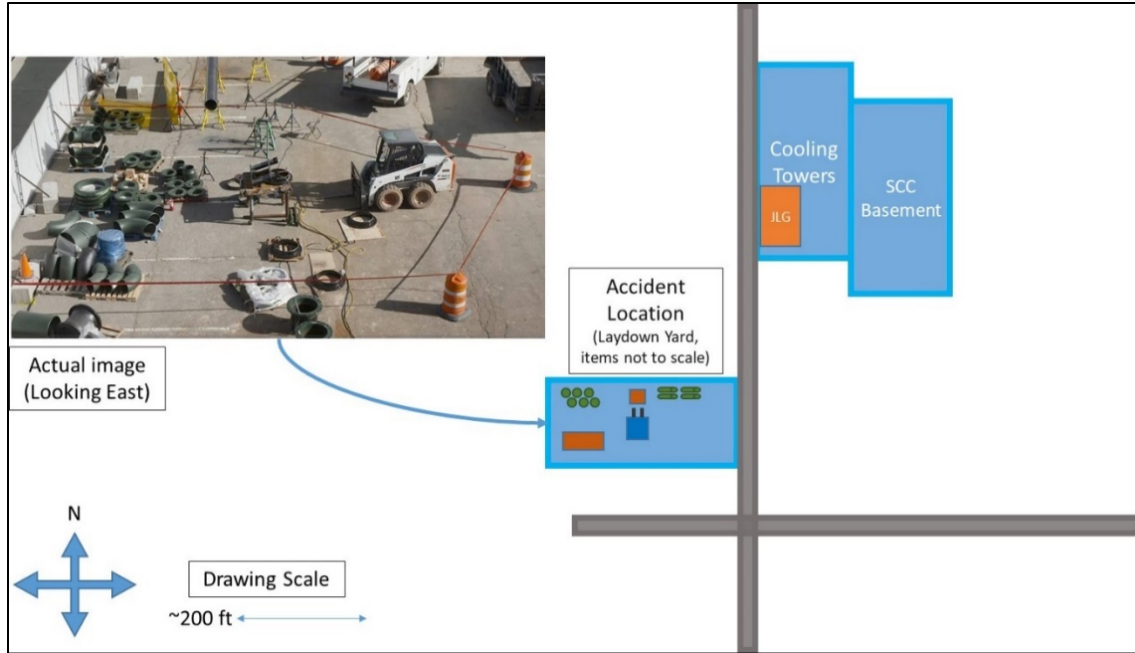 Actual image
(Looking East)
Accident
Location
(Laydown Yard,
items not to scale)
Cooling
Towers
JLG
SCC
Basement
N
Drawing Scale
~200 ft